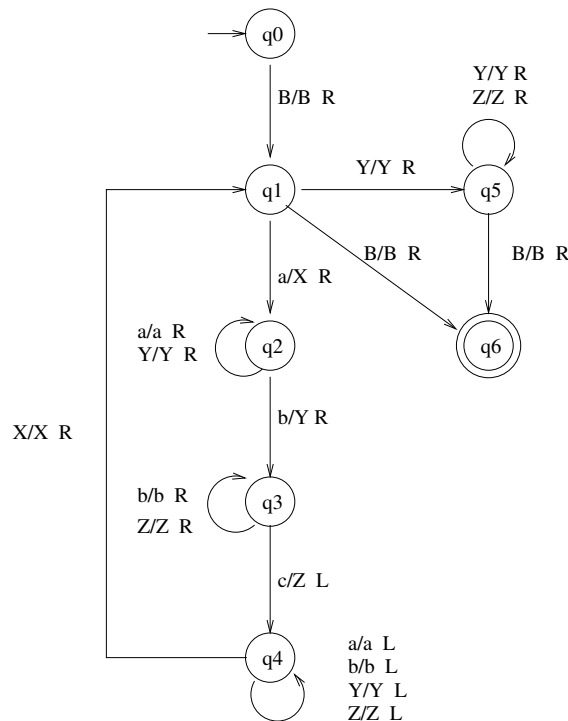 q0
Y/Y R
Z/Z R
B/B R
q1
Y/Y R
q5
B/B R
B/B R
a/X R
a/a R
Y/Y R
q2
q6
X/X R
b/Y R
b/b R
Z/Z R
q3
c/Z L
q4
a/a L
b/b L
Y/Y L
Z/Z L